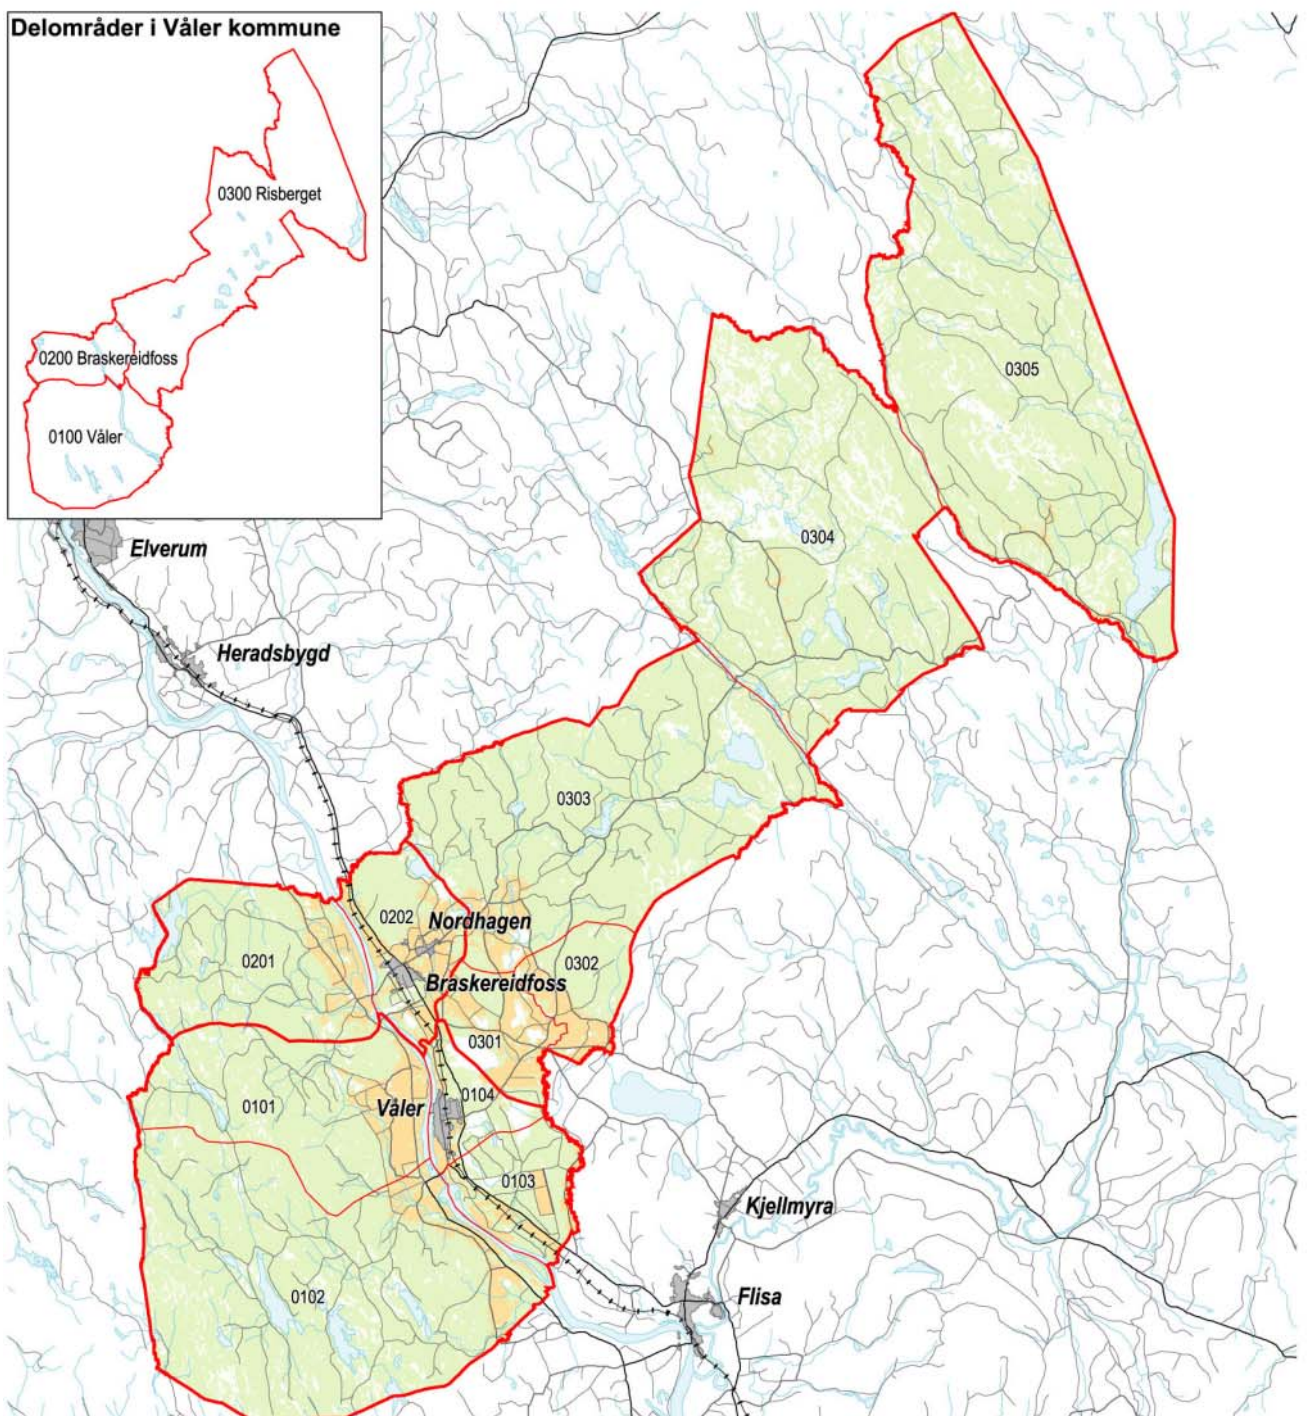 Delområder i Våler kommune
0300 Risberget
0200 Braskereidfoss
0100 Våler
0305
0304
Elverum
Heradsbygd
0303
0202
Nordhagen
0201
0302
Braskereidfoss
0301
0104
0101
Våler
0103
Kjellmyra
0102
Flisa